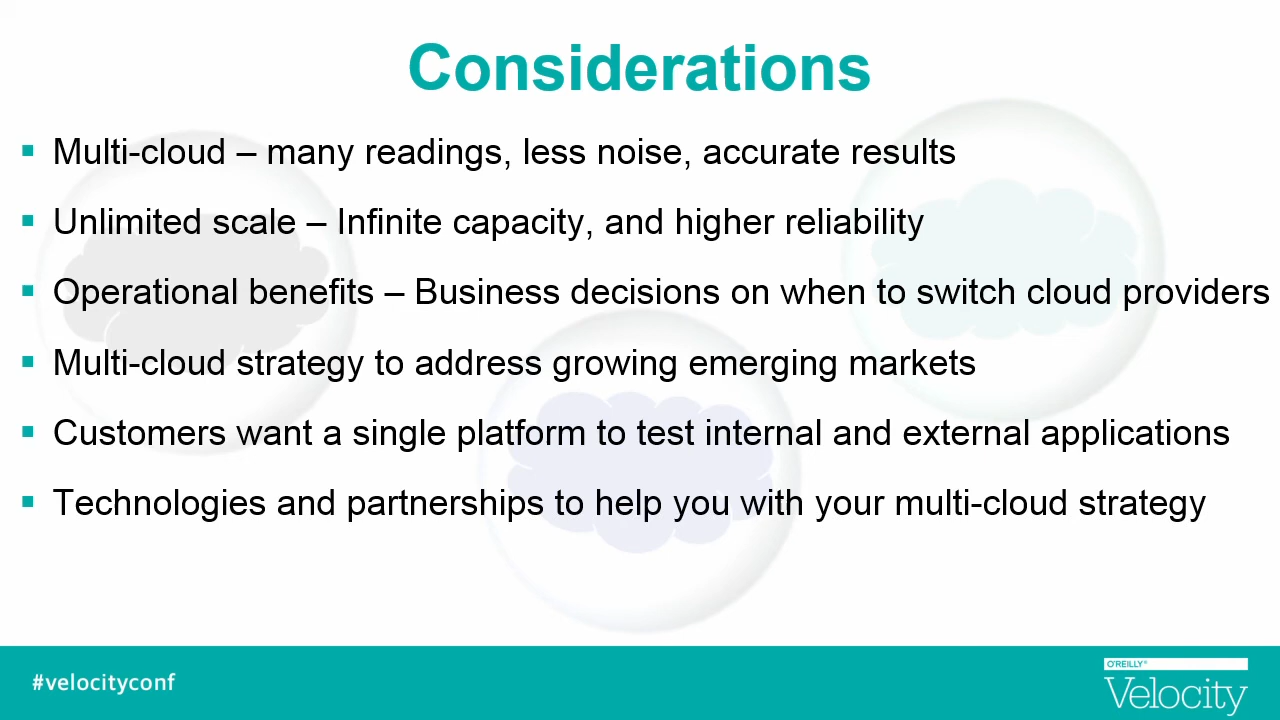 Considerations
▪ Multi-cloud – many readings, less noise, accurate results
▪ Unlimited scale – Infinite capacity, and higher reliability
▪ Operational benefits – Business decisions on when to switch cloud providers
▪ Multi-cloud strategy to address growing emerging markets
▪ Customers want a single platform to test internal and external applications
▪ Technologies and partnerships to help you with your multi-cloud strategy
#velocityconf
O'REILLY®
Velocity